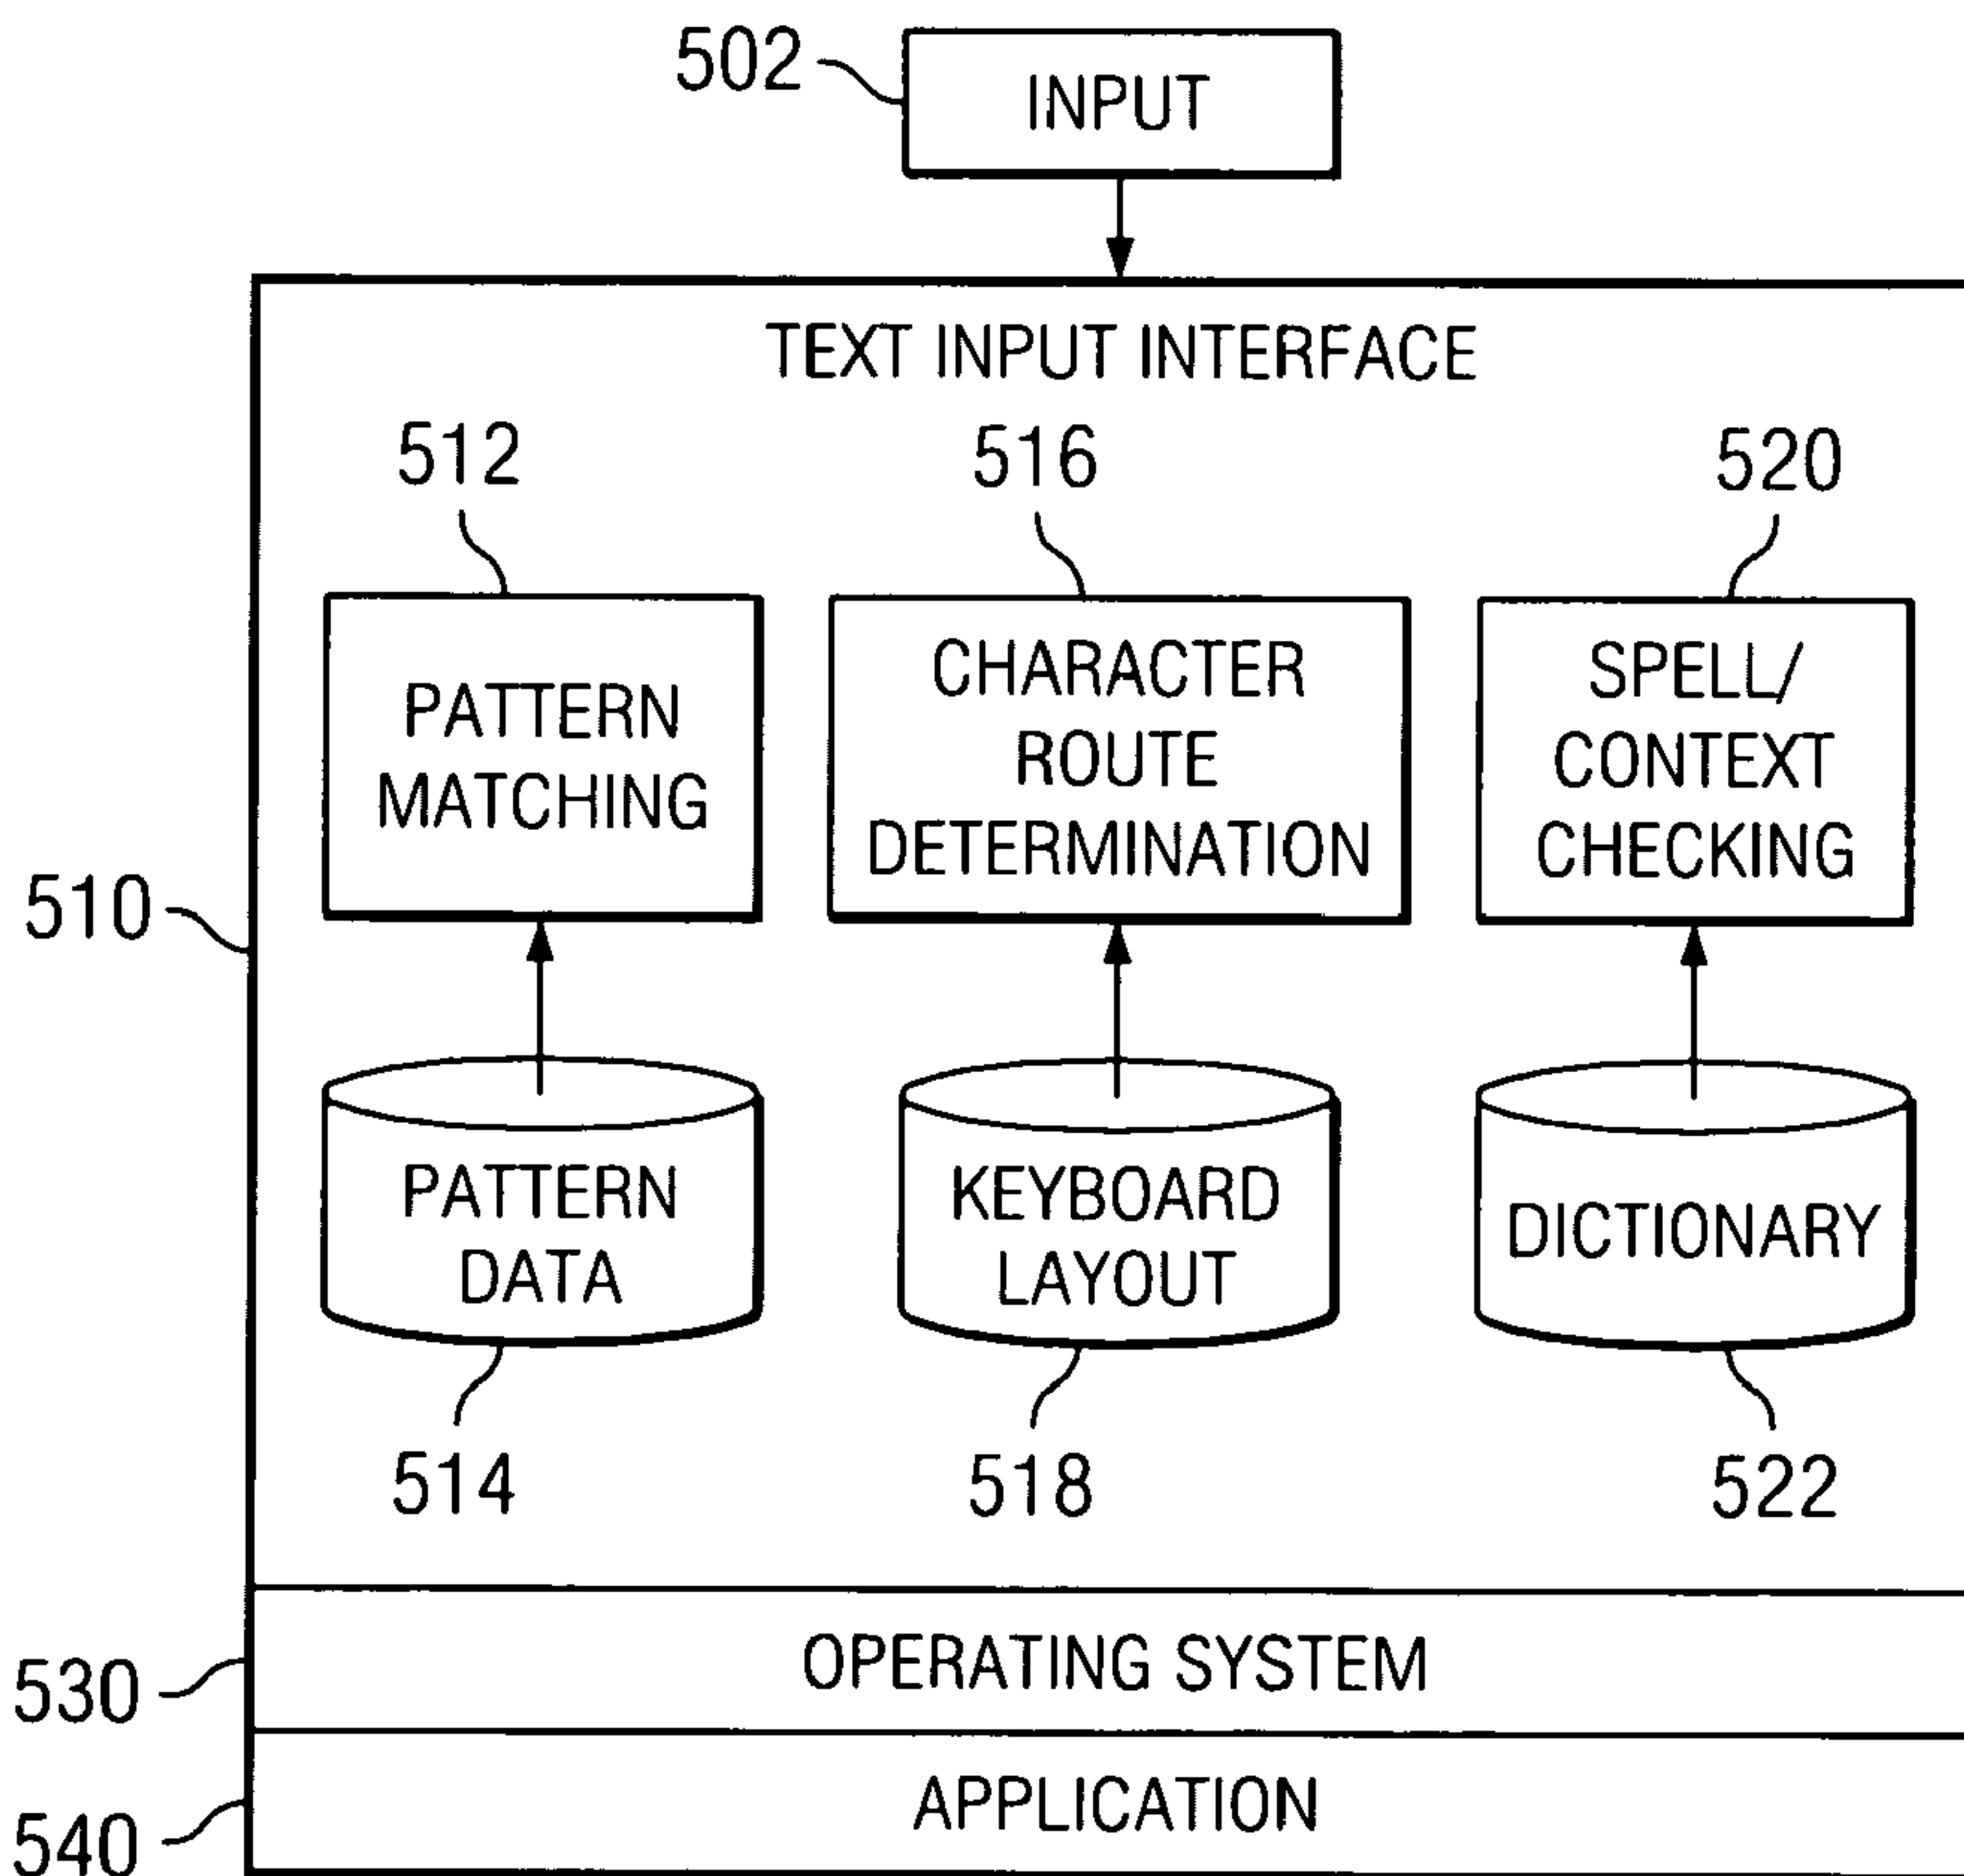 502
INPUT
TEXT INPUT INTERFACE
512
516
520
PATTERN
MATCHING
CHARACTER
ROUTE
DETERMINATION
SPELL/
CONTEXT
CHECKING
510
PATTERN
DATA
KEYBOARD
LAYOUT
DICTIONARY
514
518
522
530
OPERATING SYSTEM
540
APPLICATION